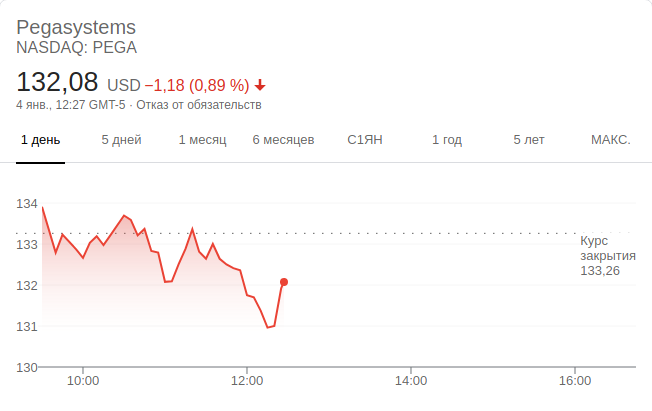 Pegasystems
NASDAQ: PEGA
132,08 USD −1,18 (0,89 %)
4 янв., 12:27 GMT-5 · Отказ от обязательств
1 день 5 дней 1 месяц 6 месяцев С1ЯН 1 год 5 лет МАКС.
134
133
132
131
130
Курс
закрытия
133,26
10:00 12:00 14:00 16:00